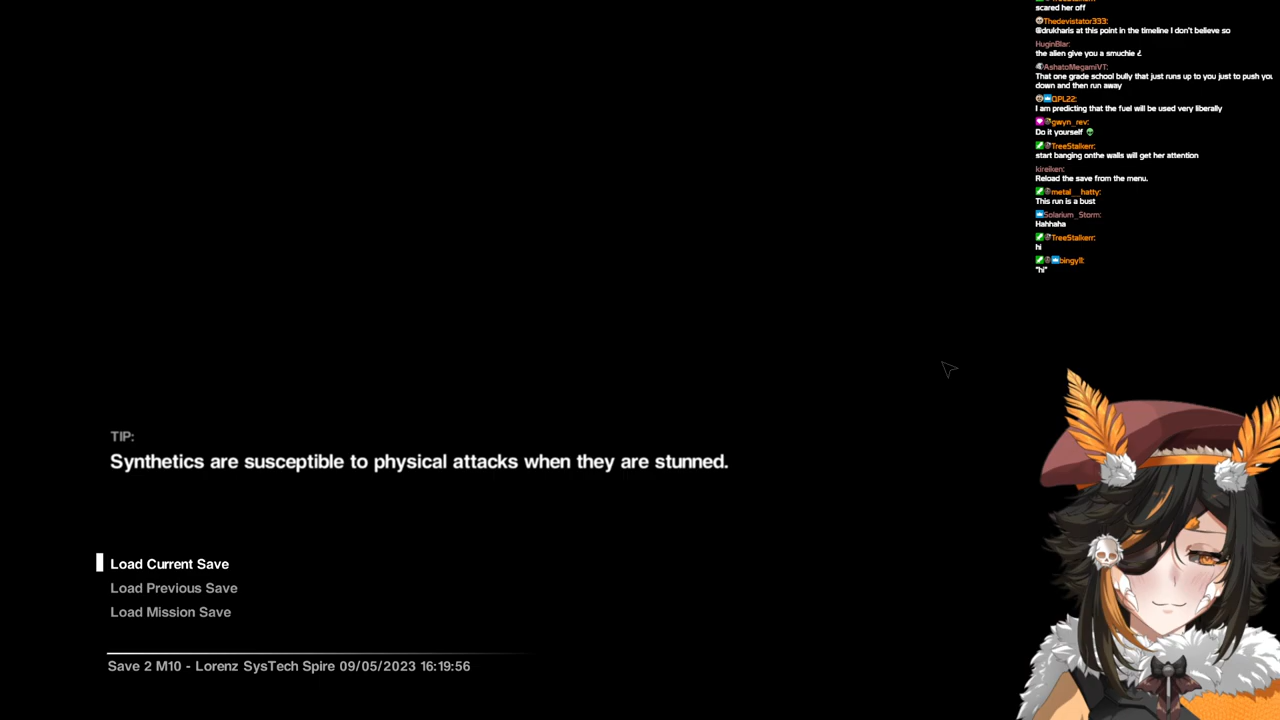 scared her off
Thedevistator333:
@drukharis at this point in the timeline I don't believe so
HuginBlar:
the alien give you a smuchie ¿
AshatoMegamiVT:
That one grade school bully that just runs up to you just to push you
down and then run away
QPL22:
I am predicting that the fuel will be used very liberally
gwyn_rev:
Do it yourself
TreeStalkerr:
start banging onthe walls will get her attention
kireiken:
Reload the save from the menu.
metal__hatty:
This run is a bust
Solarium_Storm:
Hahhaha
TreeStalkerr:
hi
bingy11:
"hi"
TIP:
Synthetics are susceptible to physical attacks when they are stunned.
Load Current Save
Load Previous Save
Load Mission Save
Save 2 M10 - Lorenz SysTech Spire 09/05/2023 16:19:56